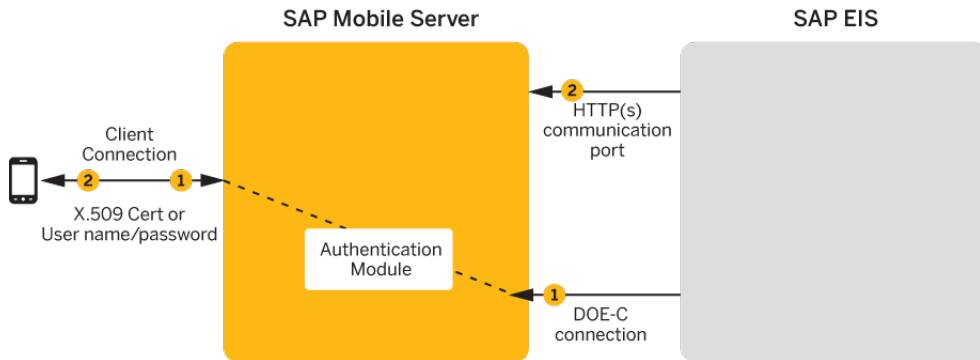 SAP Mobile Server
SAP EIS
2
HTTP(s)
communication
port
Client
Connection
2
1
X.509 Cert or
User name/password
Authentication
Module
1
DOE-C
connection